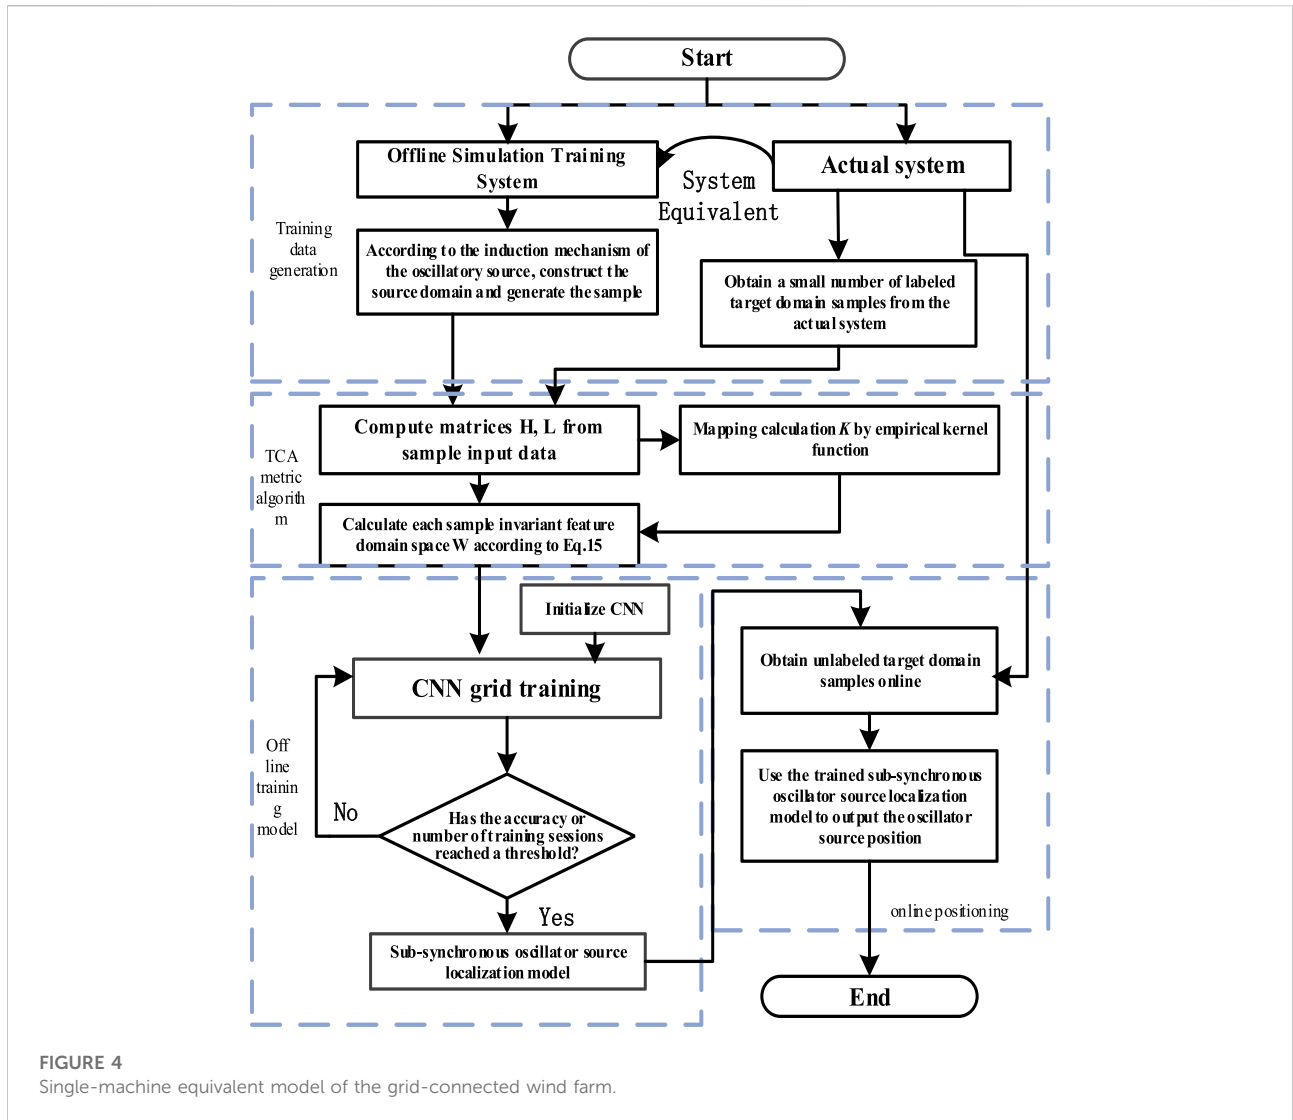 Start
Offline Simulation Training
System
Actual system
System
Equivalent
Training
data
generation
According to the induction mechanism of
the oscillatory source, construct the
source domain and generate the sample
Obtain a small number of labeled
target domain samples from the
actual system
Compute matrices H, L from
sample input data
Mapping calculation K by empirical kernel
function
TCA
metric
algorith
m
Calculate each sample invariant feature
domain space W according to Eq.15
Initialize CNN
CNN grid training
Off
line
trainin
g
model
No
Has the accuracy or
number of training sessions
reached a threshold?
Yes
Sub-synchronous oscillator source
localization model
Obtain unlabeled target domain
samples online
Use the trained sub-synchronous
oscillator source localization
model to output the oscillator
source position
online positioning
End
FIGURE 4
Single-machine equivalent model of the grid-connected wind farm.